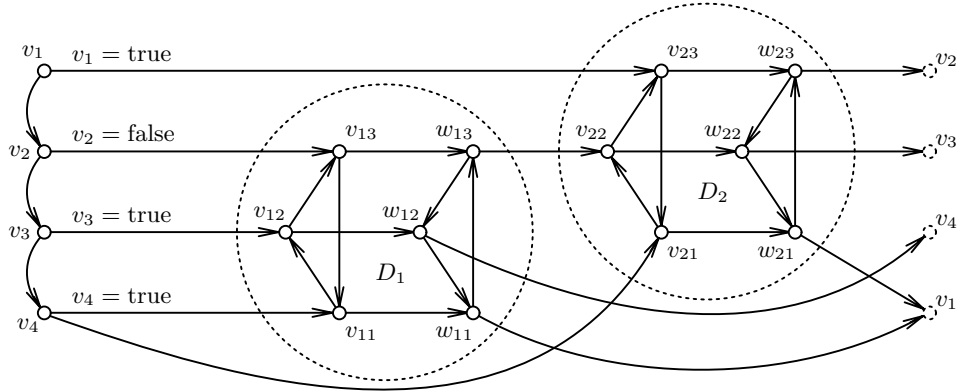 v₁ v₁ = true v₂₃ w₂₃ v₂
v₂ v₂ = false v₁₃ w₁₃ v₂₂ w₂₂ v₃
D₂
v₃ v₃ = true v₁₂ w₁₂ v₂₁ w₂₁ v₄
D₁
v₄ v₄ = true v₁₁ w₁₁ v₁